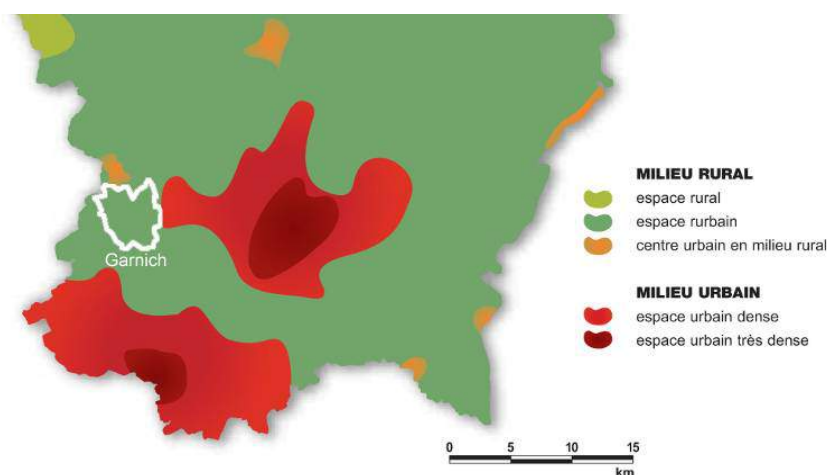 Garnich
MILIEU RURAL
espace rural
espace rurbain
centre urbain en milieu rural
MILIEU URBAIN
espace urbain dense
espace urbain très dense
0 5 10 15
km